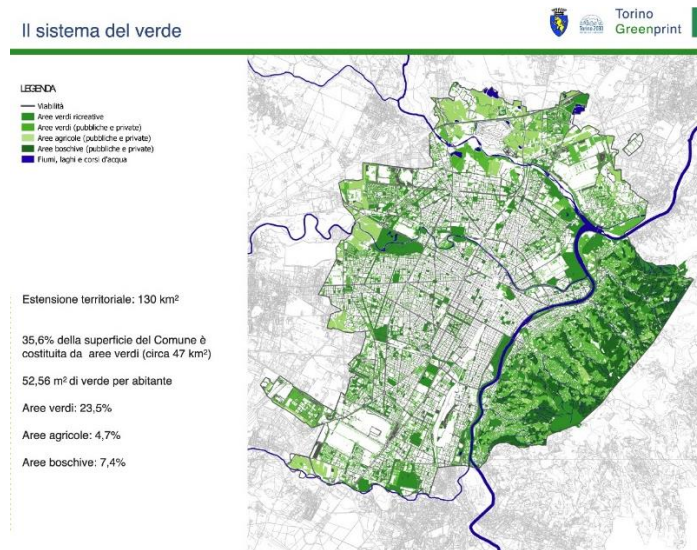 Il sistema del verde
Torino
Greenprint
LEGENDA
Viabilità
Aree verdi ricreative
Aree verdi (pubbliche e private)
Aree agricole (pubbliche e private)
Aree boschive (pubbliche e private)
Fiumi, laghi e corsi d'acqua
Estensione territoriale: 130 km²
35,6% della superficie del Comune è
costituita da aree verdi (circa 47 km²)
52,56 m² di verde per abitante
Aree verdi: 23,5%
Aree agricole: 4,7%
Aree boschive: 7,4%